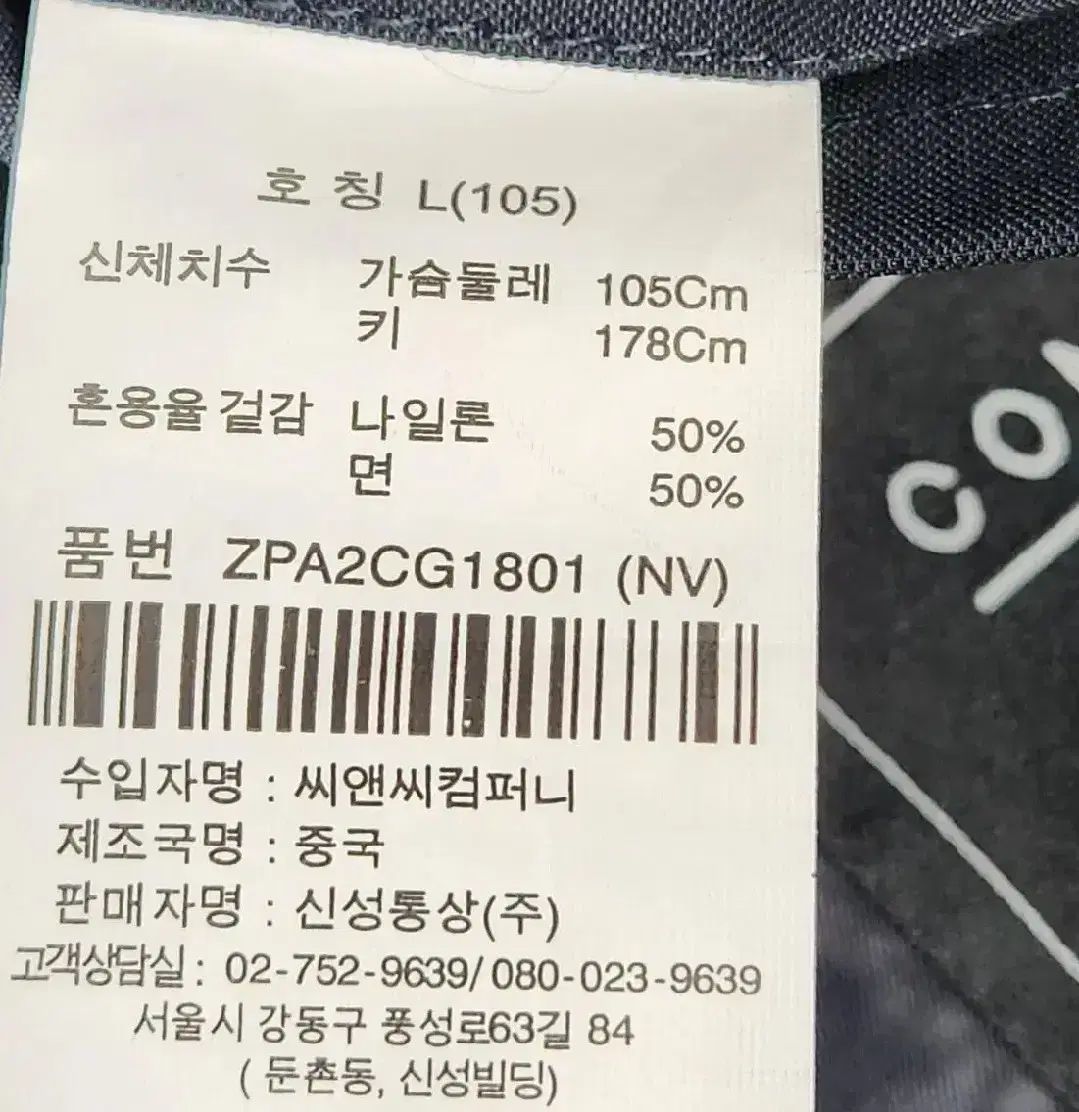 호 칭 L(105)
신체치수 가슴둘레 105Cm
키 178Cm
혼용율 겉감 나일론 50%
면 50%
품번 ZPA2CG1801 (NV)
수입자명 : 씨앤씨컴퍼니
제조국명 : 중국
판매자명 : 신성통상(주)
고객상담실 : 02-752-9639/080-023-9639
서울시 강동구 풍성로63길 84
( 둔촌동, 신성빌딩)